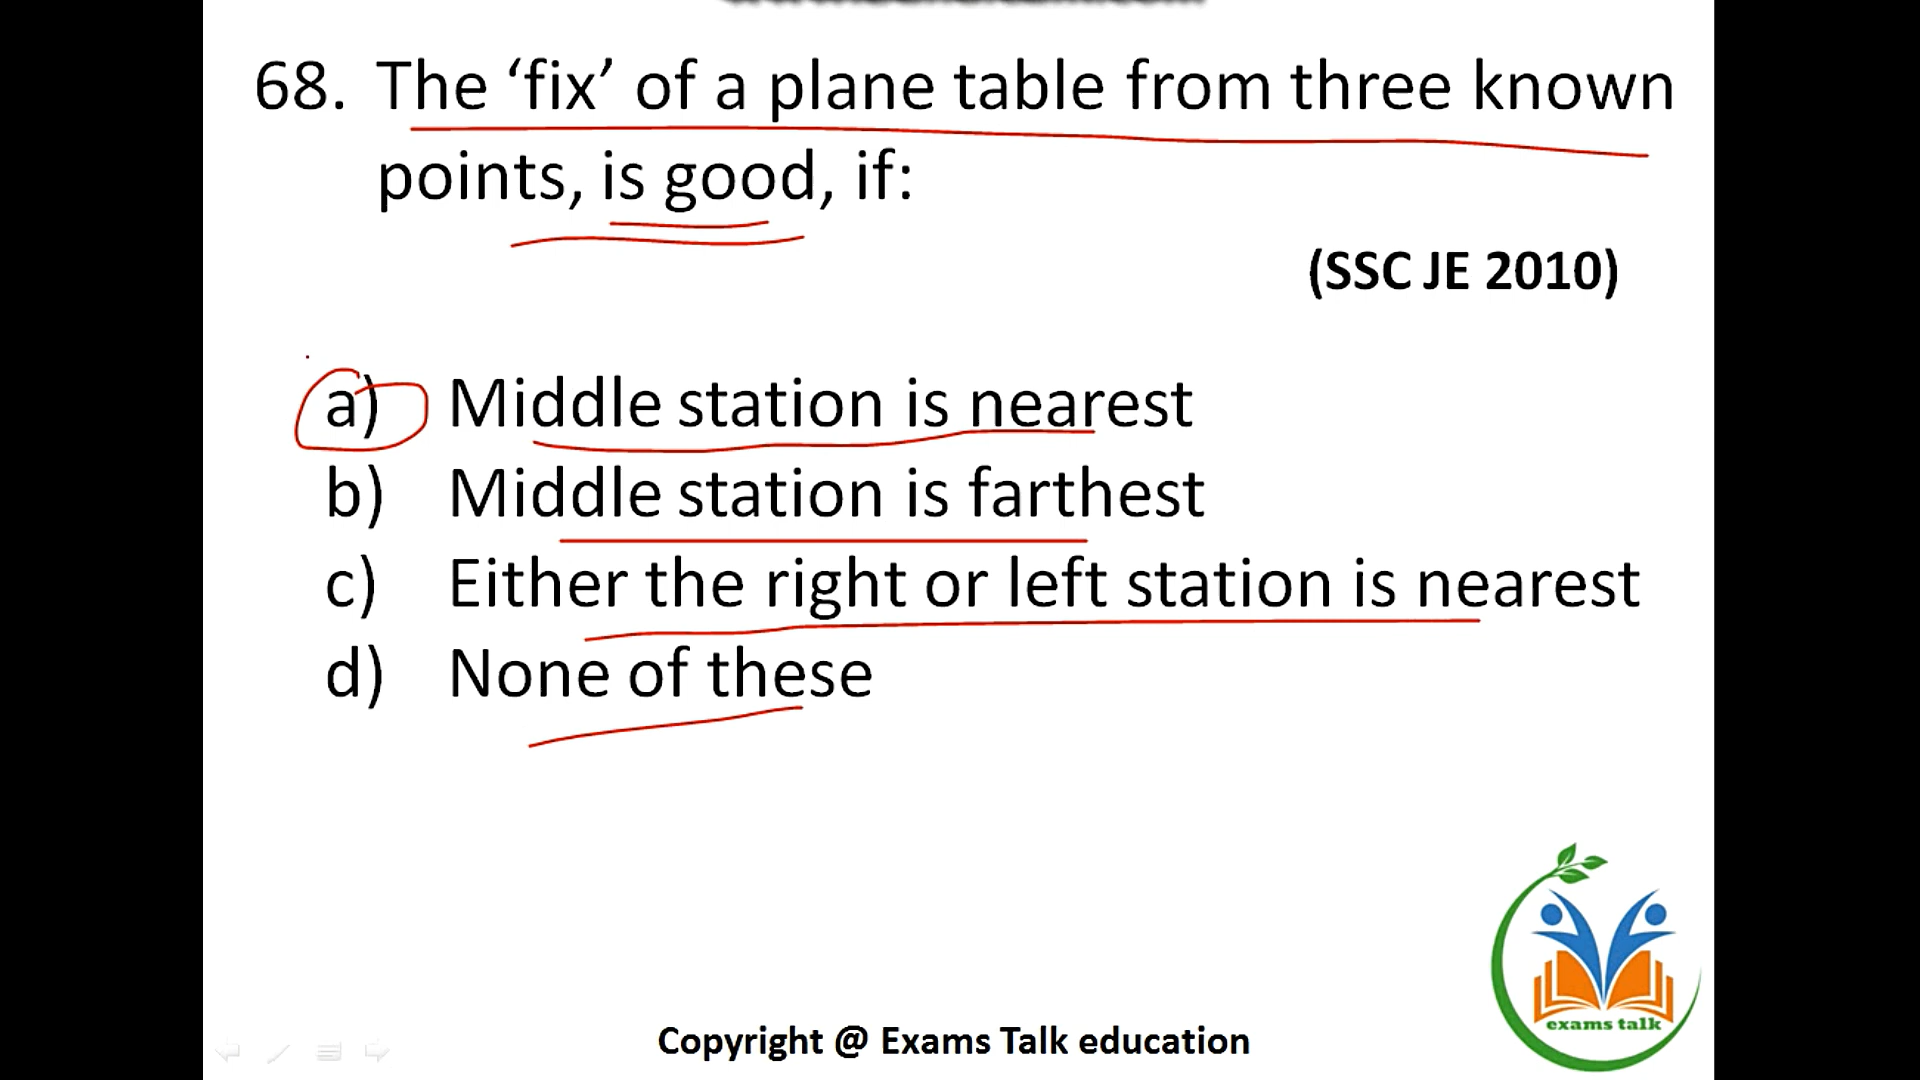 68. The ‘fix’ of a plane table from three known
points, is good, if:
(SSC JE 2010)
a) Middle station is nearest
b) Middle station is farthest
c) Either the right or left station is nearest
d) None of these
exams talk
Copyright @ Exams Talk education